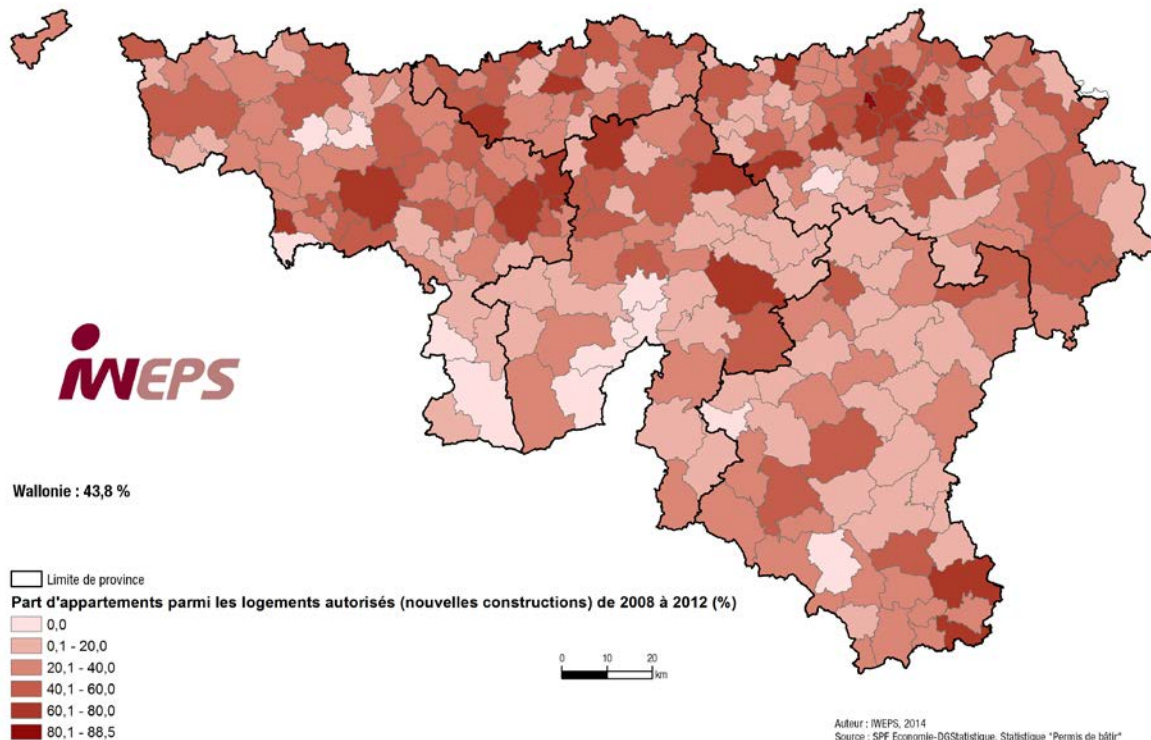 IWEPS
Wallonie : 43,8 %
Limite de province
Part d'appartements parmi les logements autorisés (nouvelles constructions) de 2008 à 2012 (%)
0,0
0,1 - 20,0
20,1 - 40,0
40,1 - 60,0
60,1 - 80,0
80,1 - 88,5
0 10 20
km
Auteur : IWEPS, 2014
Source : SPF Economie-DGStatistique, Statistique "Permis de bâtir"